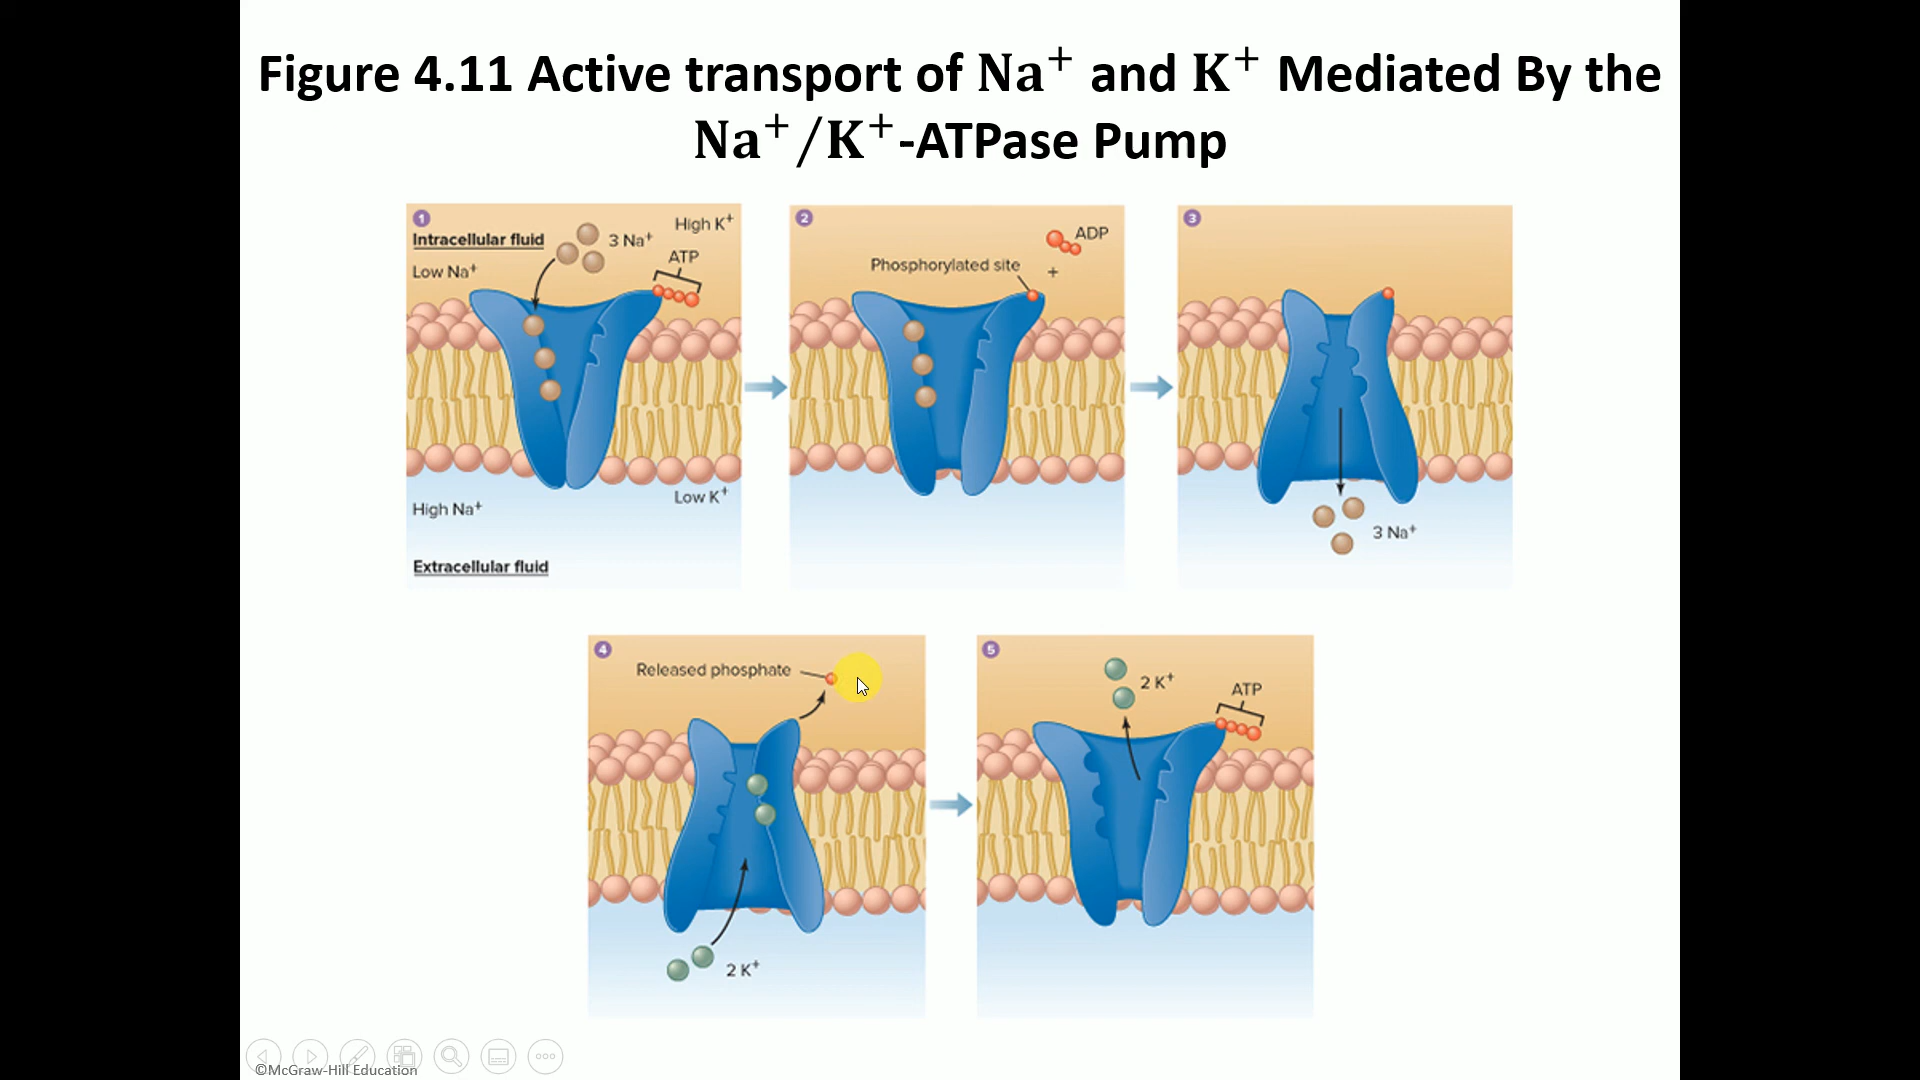 Figure 4.11 Active transport of Na⁺ and K⁺ Mediated By the
Na⁺/K⁺-ATPase Pump
1
Intracellular fluid
3 Na⁺
High K⁺
Low Na⁺
ATP
High Na⁺
Low K⁺
Extracellular fluid
2
ADP
Phosphorylated site
+
3
3 Na⁺
4
Released phosphate
2 K⁺
5
2 K⁺
ATP
©McGraw-Hill Education